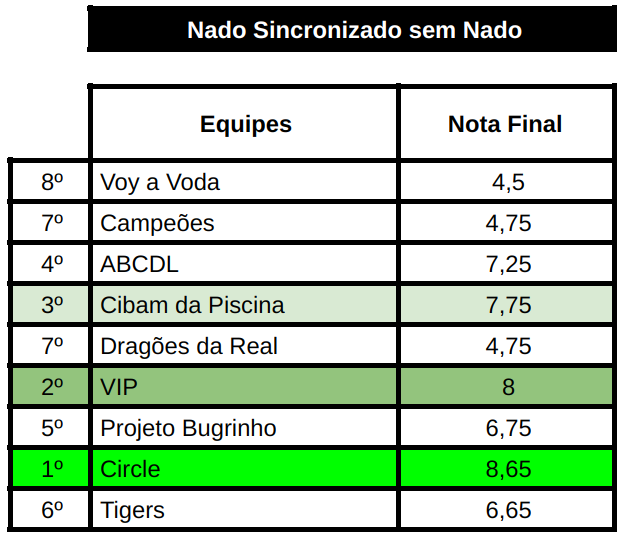 Nado Sincronizado sem Nado
Equipes Nota Final
8º Voy a Voda 4,5
7º Campeões 4,75
4º ABCDL 7,25
3º Cibam da Piscina 7,75
7º Dragões da Real 4,75
2º VIP 8
5º Projeto Bugrinho 6,75
1º Circle 8,65
6º Tigers 6,65